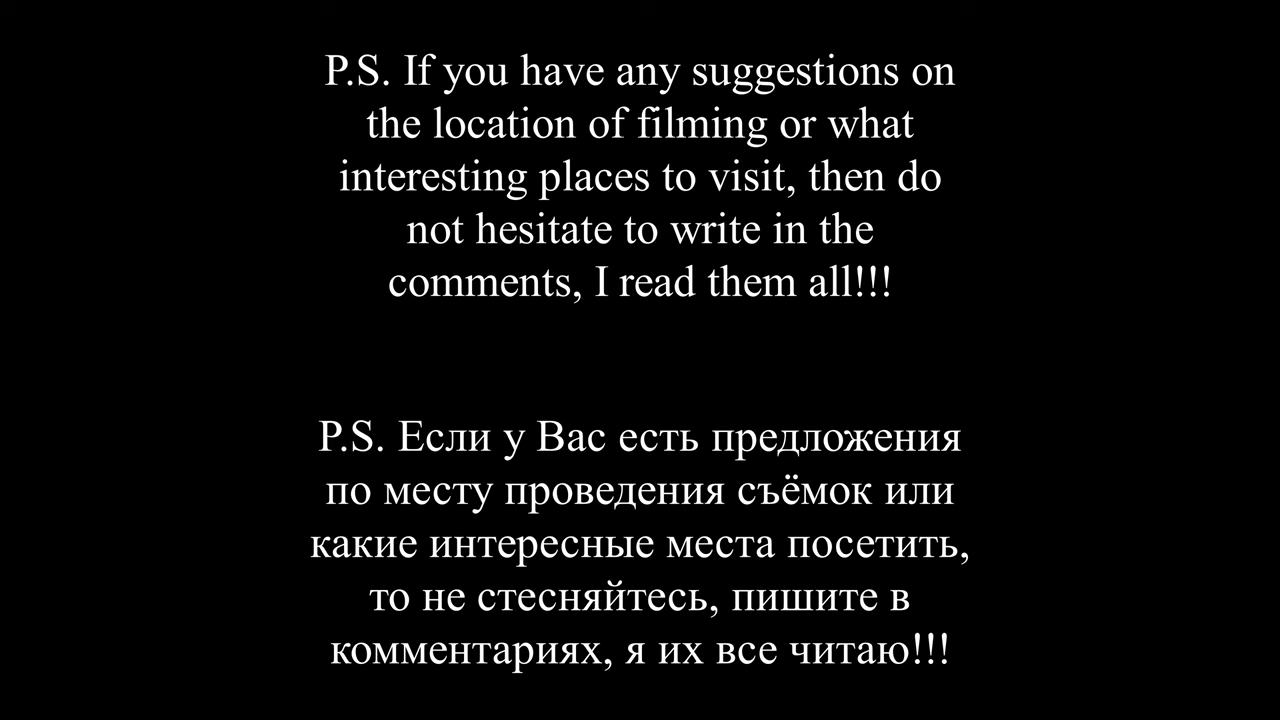 P.S. If you have any suggestions on
the location of filming or what
interesting places to visit, then do
not hesitate to write in the
comments, I read them all!!!
P.S. Если у Вас есть предложения
по месту проведения съёмок или
какие интересные места посетить,
то не стесняйтесь, пишите в
комментариях, я их все читаю!!!